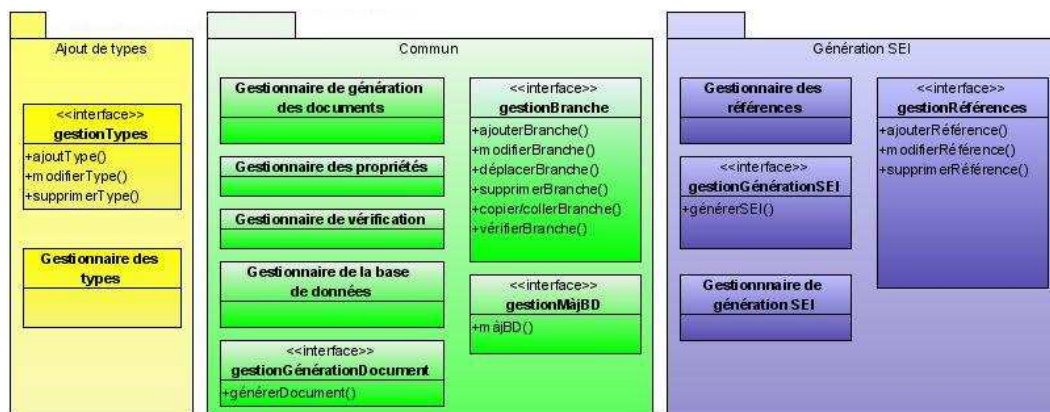 Ajout de types
<<interface>>
gestionTypes
+ajoutType()
+modifierType()
+supprimerType()
Gestionnaire des
types
Commun
Gestionnaire de génération
des documents
Gestionnaire des propriétés
Gestionnaire de vérification
Gestionnaire de la base
de données
<<interface>>
gestionGénérationDocument
+générerDocument()
<<interface>>
gestionBranche
+ajouterBranche()
+modifierBranche()
+déplacerBranche()
+supprimerBranche()
+copier/collerBranche()
+vérifierBranche()
<<interface>>
gestionMàjBD
+màjBD()
Génération SEI
Gestionnaire des
références
<<interface>>
gestionGénérationSEI
+générerSEI()
Gestionnnaire de
génération SEI
<<interface>>
gestionRéférences
+ajouterRéférence()
+modifierRéférence()
+supprimerRéférence()